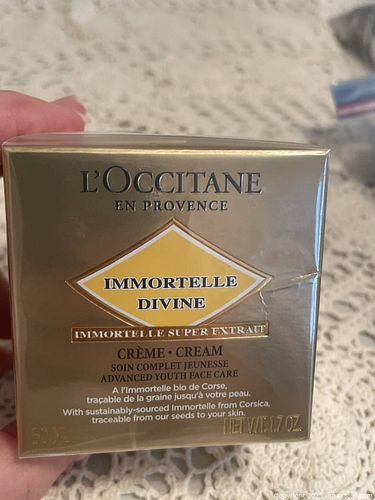 L'OCCITANE
EN PROVENCE
IMMORTELLE
DIVINE
IMMORTELLE SUPER EXTRAIT
CRÈME • CREAM
SOIN COMPLET JEUNESSE
ADVANCED YOUTH FACE CARE
A l'Immortelle bio de Corse,
traçable de la graine jusqu'à votre peau.
With sustainably-sourced Immortelle from Corsica,
traceable from our seeds to your skin.
NET WT. 1.7 OZ.